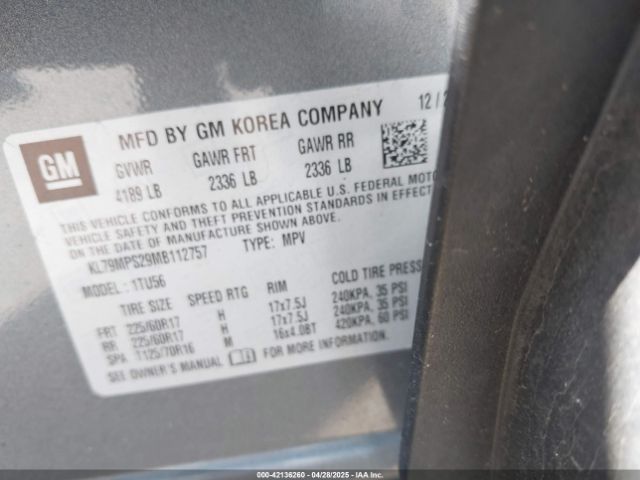 GM
MFD BY GM KOREA COMPANY 12 /
GVWR GAWR FRT GAWR RR
4189 LB 2336 LB 2336 LB
THIS VEHICLE CONFORMS TO ALL APPLICABLE U.S. FEDERAL
VEHICLE SAFETY, BUMPER, AND THEFT PREVENTION STANDARDS IN EFFECT
ON THE DATE OF MANUFACTURE SHOWN ABOVE.
KL79MPS29MB112757 TYPE: MPV
MODEL: 1TU56
TIRE SIZE SPEED RTG RIM COLD TIRE
FRT 225/60R17 H 17x7.5J 240KPA, 35 PSI
RR 225/60R17 H 17x7.5J 240KPA, 35 PSI
SPA T125/70R16 M 16x4.0BT 420KPA, 60 PSI
SEE OWNER'S MANUAL FOR MORE INFORMATION.
000-42136260 - 04/28/2025 - IAA Inc.